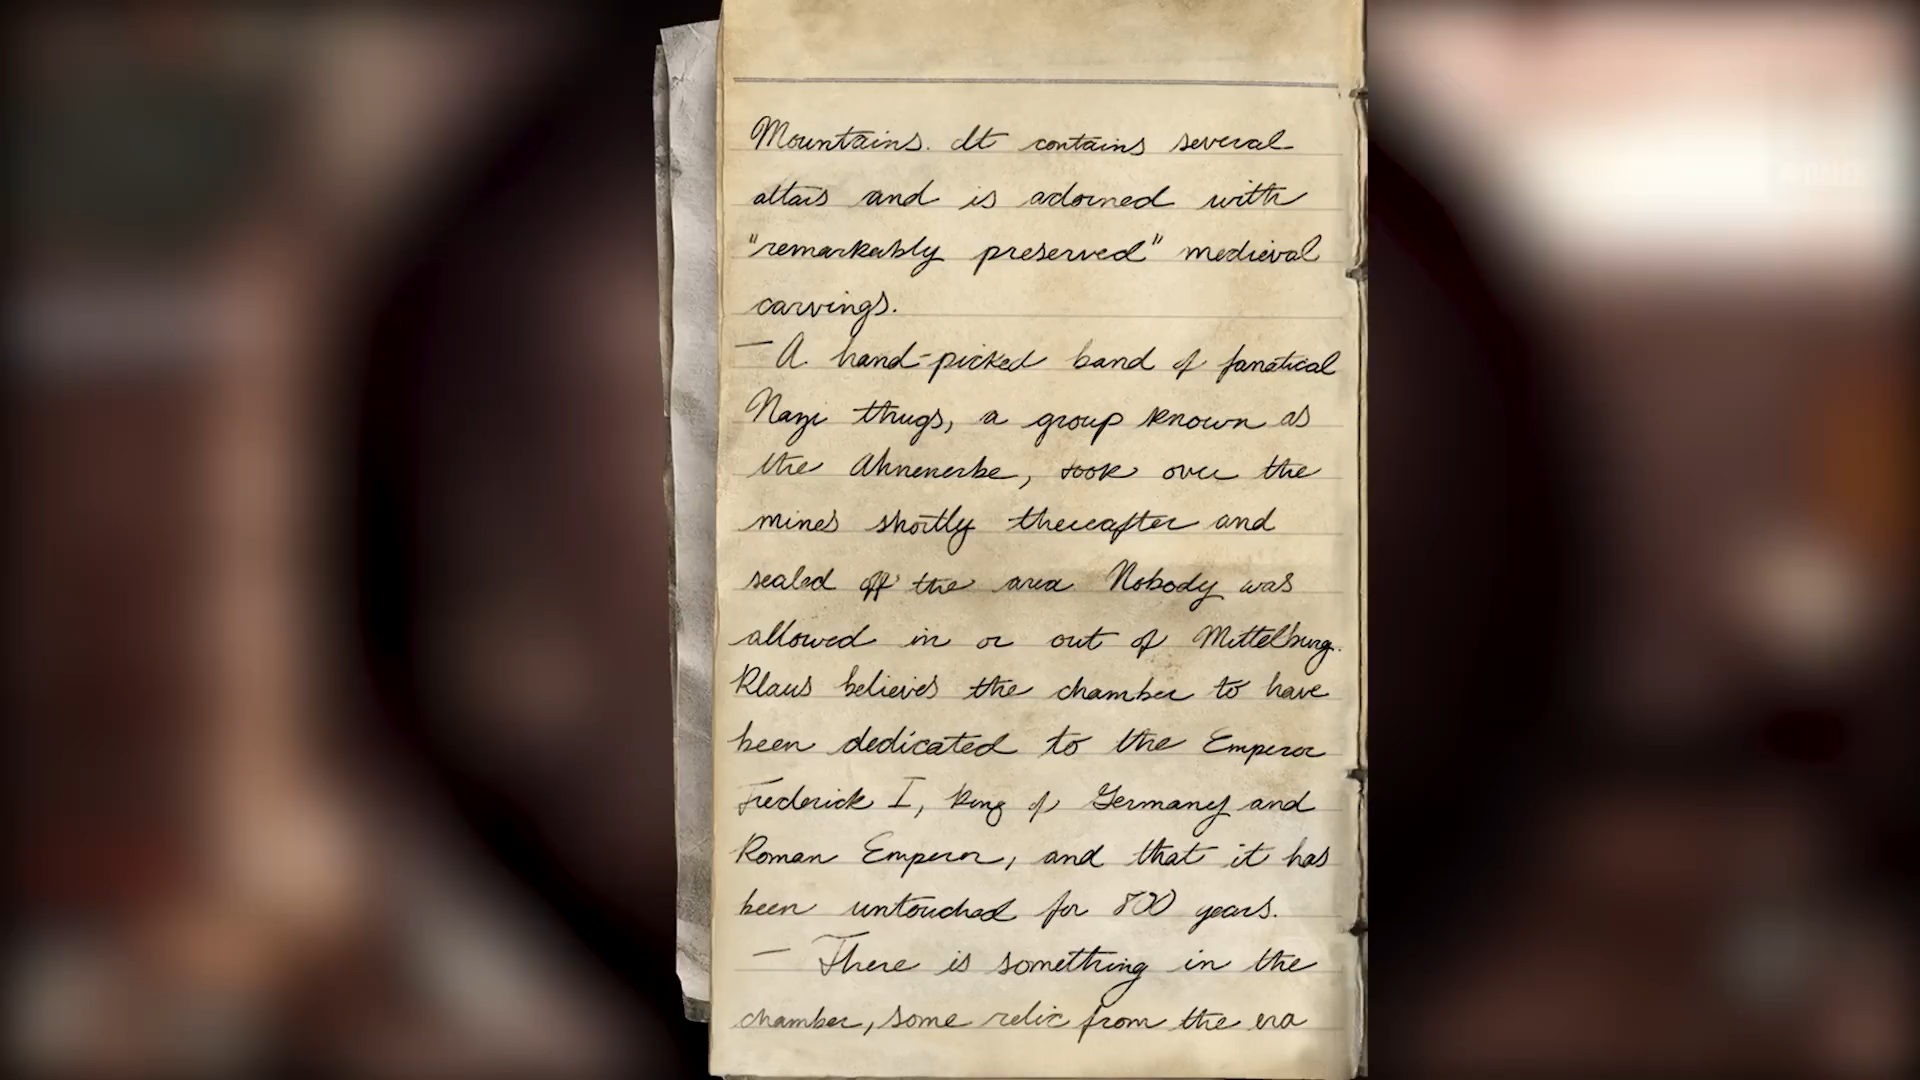 Mountains. It contains several
altars and is adorned with
"remarkably preserved" medieval
carvings.
— A hand-picked band of fanatical
Nazi thugs, a group known as
the Ahnenerbe, took over the
mines shortly thereafter and
sealed off the area Nobody was
allowed in or out of Mittelburg.
Klaus believes the chamber to have
been dedicated to the Emperor
Frederick I, King of Germany and
Roman Emperor, and that it has
been untouched for 800 years.
— There is something in the
chamber, some relic from the era